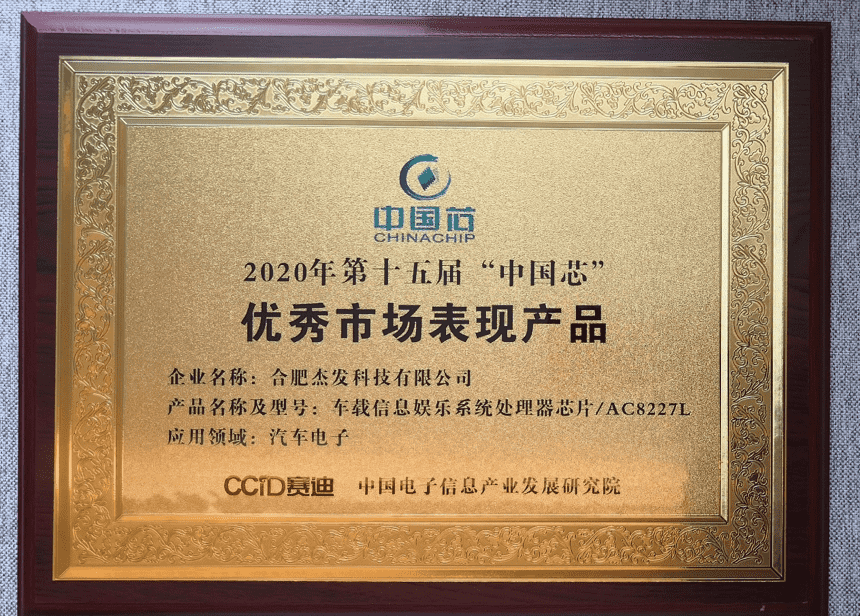 中国芯
CHINACHIP
2020年第十五届“中国芯”
优秀市场表现产品
企业名称：合肥杰发科技有限公司
产品名称及型号：车载信息娱乐系统处理器芯片/AC8227L
应用领域：汽车电子
CCID赛迪 中国电子信息产业发展研究院